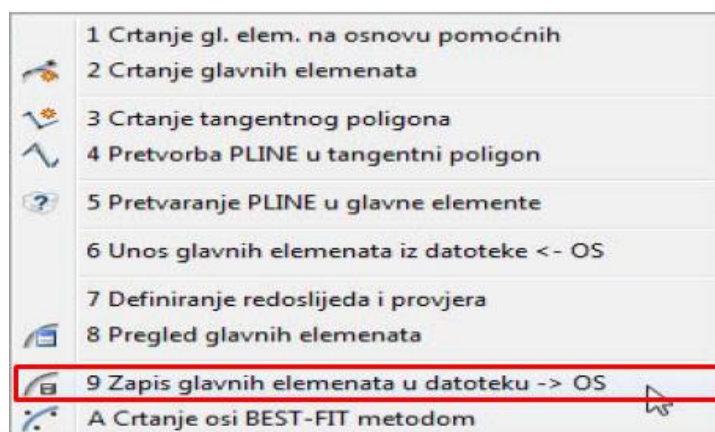 1 Crtanje gl. elem. na osnovu pomoćnih
2 Crtanje glavnih elemenata
3 Crtanje tangentnog poligona
4 Pretvorba PLINE u tangentni poligon
5 Pretvaranje PLINE u glavne elemente
6 Unos glavnih elemenata iz datoteke <- OS
7 Definiranje redoslijeda i provjera
8 Pregled glavnih elemenata
9 Zapis glavnih elemenata u datoteku -> OS
A Crtanje osi BEST-FIT metodom